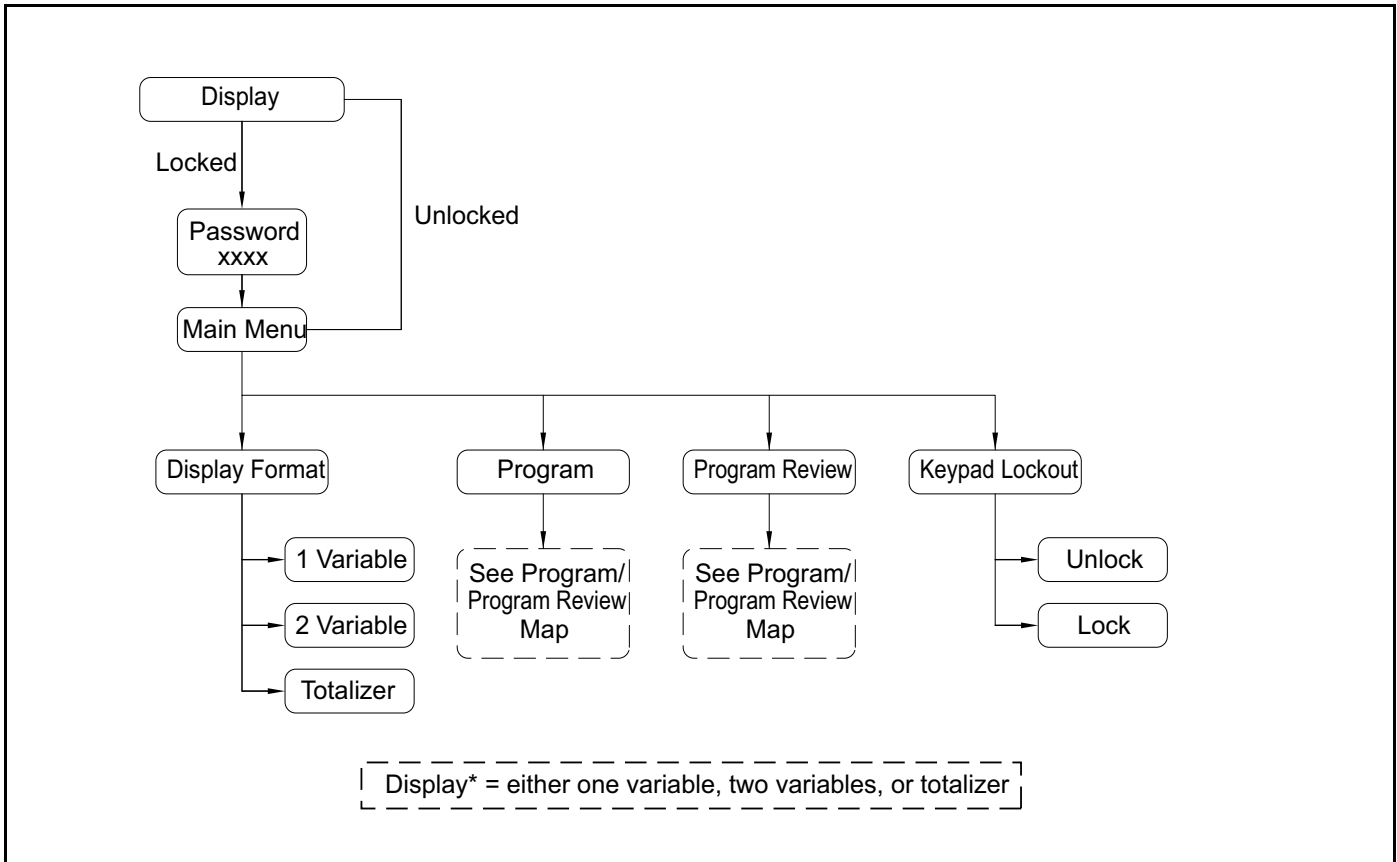 Display
Locked
Unlocked
Password
xxxx
Main Menu
Display Format
Program
Program Review
Keypad Lockout
1 Variable
2 Variable
Totalizer
See Program/
Program Review
Map
See Program/
Program Review
Map
Unlock
Lock
Display* = either one variable, two variables, or totalizer